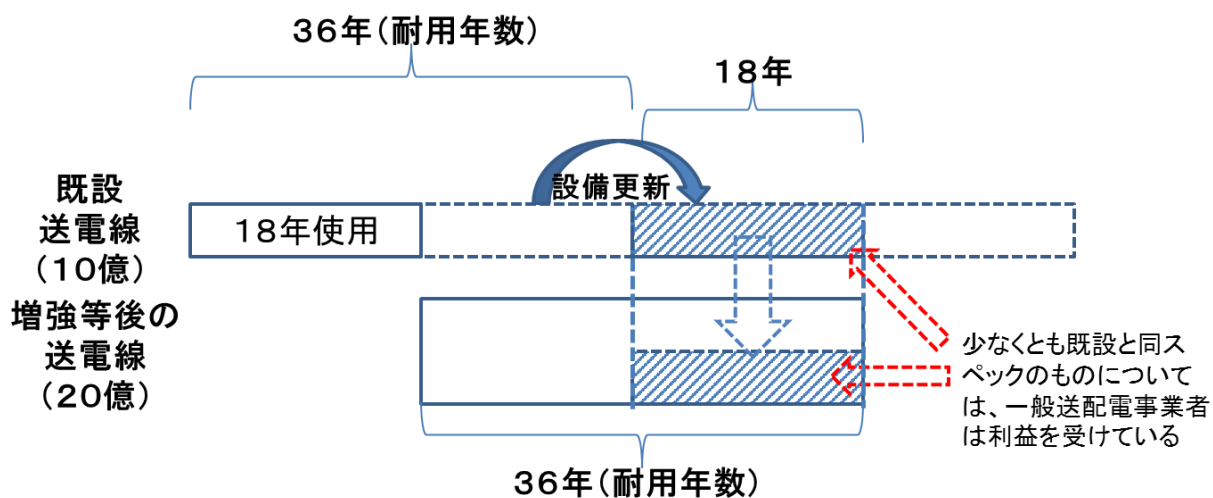 36年(耐用年数)
18年
設備更新
既設
送電線
(10億)
18年使用
増強等後の
送電線
(20億)
少なくとも既設と同ス
ペックのものについて
は、一般送配電事業者
は利益を受けている
36年(耐用年数)